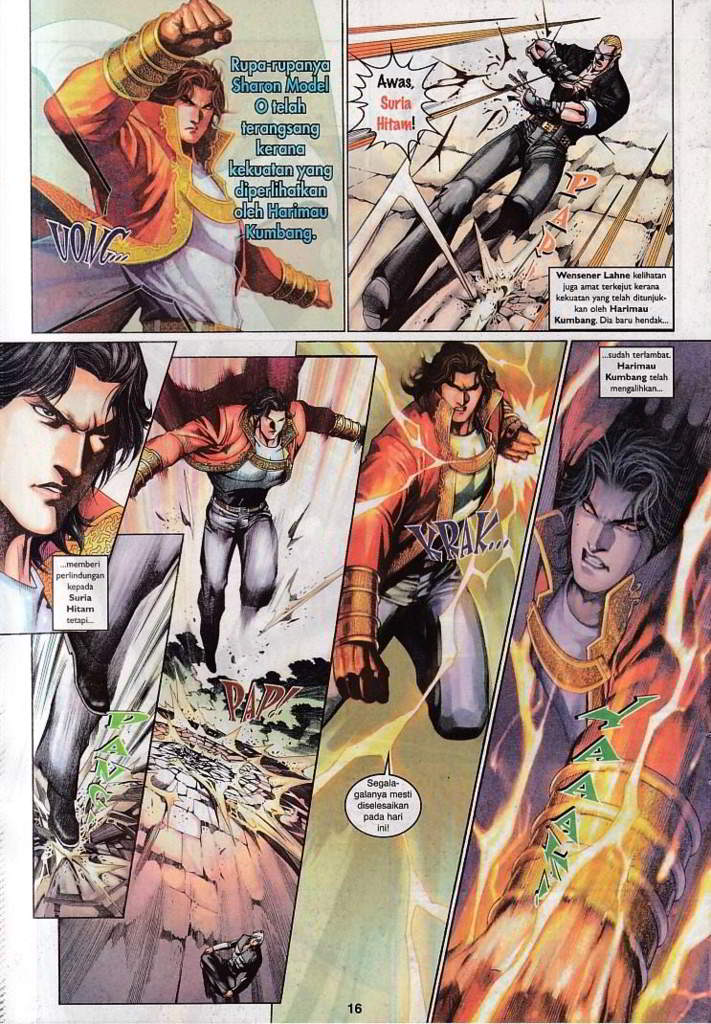 Rupa-rupanya
Sharon Model
O telah
terangsang
kerana
kekuatan yang
diperlihatkan
oleh Harimau
Kumbang.
UONG...
Awas,
Suria
Hitam!
PAPP!
Wensener Lahne kelihatan
juga amat terkejut kerana
kekuatan yang telah ditunjuk-
kan oleh Harimau
Kumbang. Dia baru hendak...
...memberi
perlindungan
kepada
Suria
Hitam
tetapi...
PANG
PAP!
KRAK...
Segala-
galanya mesti
diselesaikan
pada hari
ini!
...sudah terlambat.
Harimau
Kumbang telah
mengalihkan...
YAAAT
16